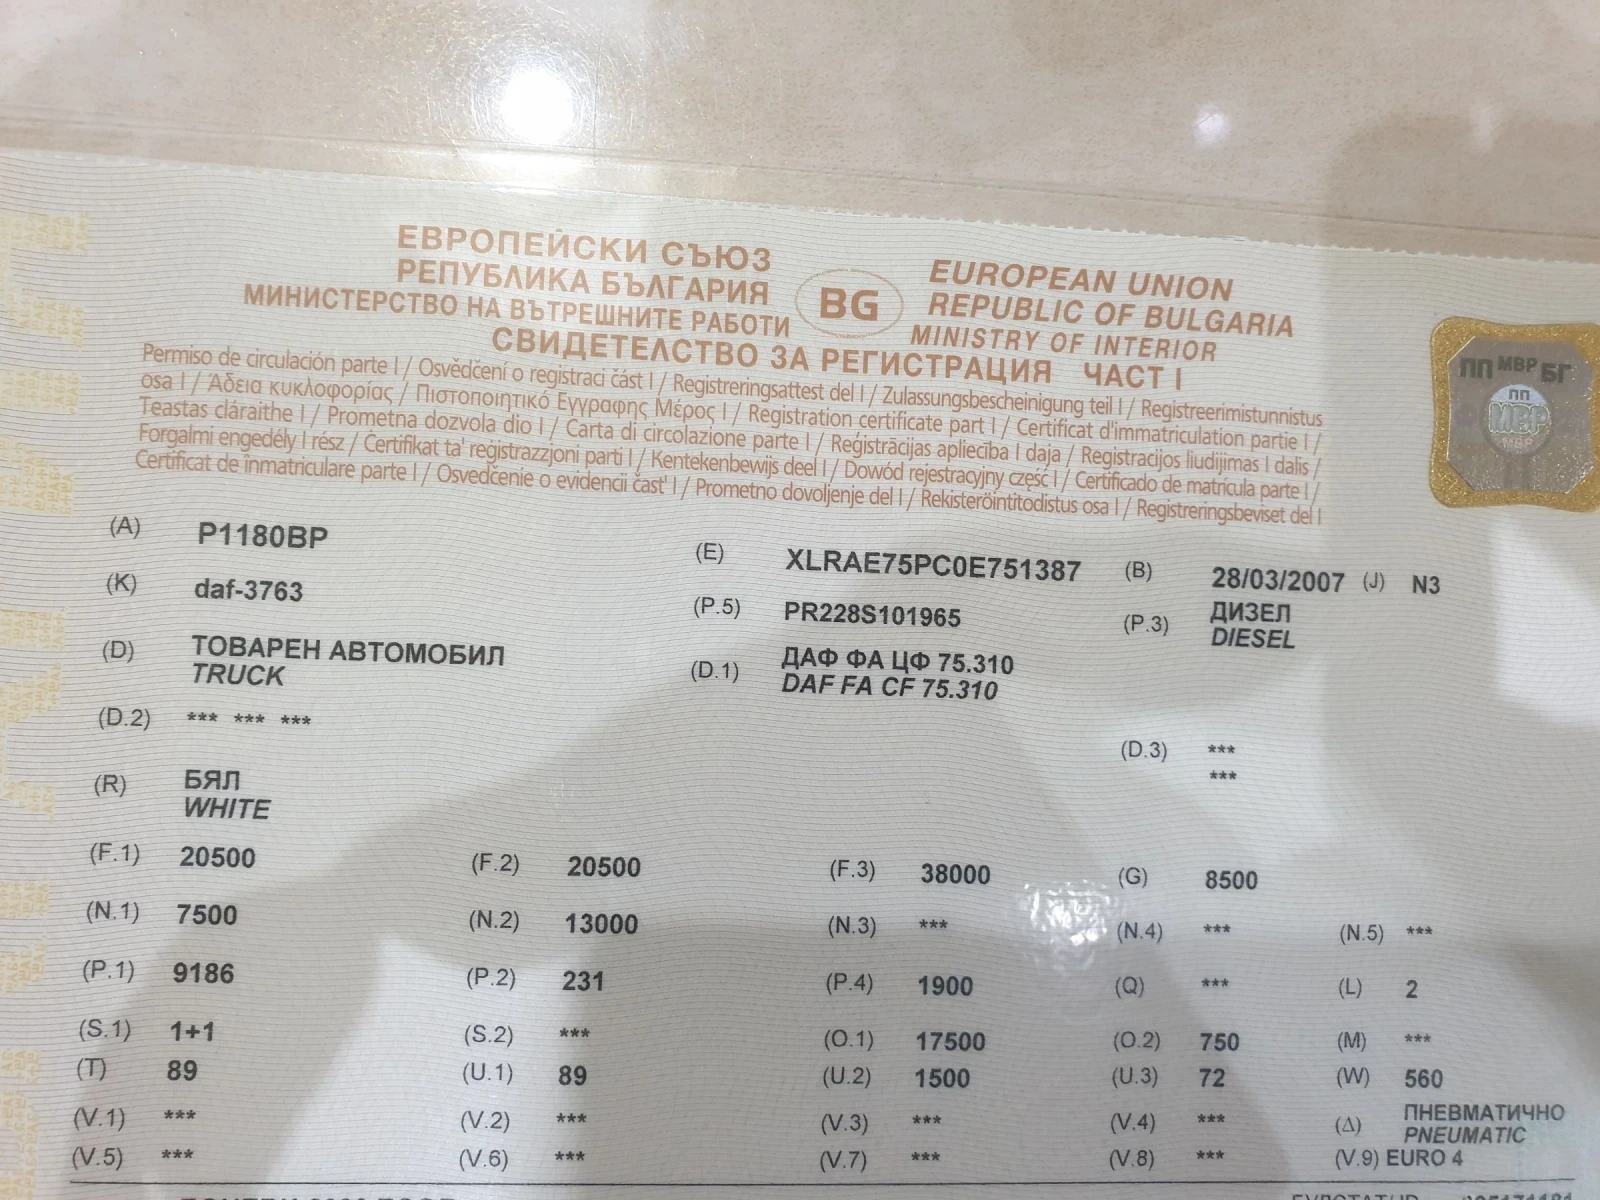 ЕВРОПЕЙСКИ СЪЮЗ
РЕПУБЛИКА БЪЛГАРИЯ
МИНИСТЕРСТВО НА ВЪТРЕШНИТЕ РАБОТИ
BG
EUROPEAN UNION
REPUBLIC OF BULGARIA
MINISTRY OF INTERIOR
СВИДЕТЕЛСТВО ЗА РЕГИСТРАЦИЯ ЧАСТ I
Permiso de circulación parte I / Osvědčení o registraci část I / Registreringsattest del I / Zulassungsbescheinigung teil I / Registreerimistunnistus
osa I / Άδεια κυκλοφορίας / Πιστοποιητικό Εγγραφης Μέρος I / Registration certificate part I / Certificat d'immatriculation partie I /
Teastas cláraithe I / Prometna dozvola dio I / Carta di circolazione parte I / Reģistrācijas apliecība I daja / Registracijos liudijimas I dalis /
Forgalmi engedély I rész / Ċertifikat ta' reġistrazzjoni parti I / Kentekenbewijs deel I / Dowód rejestracyjny część I / Certificado de matrícula parte I /
Certificat de înmatriculare parte I / Osvedčenie o evidencii čast' I / Prometno dovoljenje del I / Rekisteröintitodistus osa I / Registreringsbeviset del I
ПП МВР БГ
ПП
МВР
МВР
(A) P1180BP (E) XLRAE75PC0E751387 (B) 28/03/2007 (J) N3
(K) daf-3763 (P.5) PR228S101965 (P.3) ДИЗЕЛ
DIESEL
(D) ТОВАРЕН АВТОМОБИЛ (D.1) ДАФ ФА ЦФ 75.310
TRUCK DAF FA CF 75.310
(D.2) *** *** *** (D.3) ***
***
(R) БЯЛ
WHITE
(F.1) 20500 (F.2) 20500 (F.3) 38000 (G) 8500
(N.1) 7500 (N.2) 13000 (N.3) *** (N.4) *** (N.5) ***
(P.1) 9186 (P.2) 231 (P.4) 1900 (Q) *** (L) 2
(S.1) 1+1 (S.2) *** (O.1) 17500 (O.2) 750 (M) ***
(T) 89 (U.1) 89 (U.2) 1500 (U.3) 72 (W) 560
(V.1) *** (V.2) *** (V.3) *** (V.4) *** (Δ) ПНЕВМАТИЧНО
PNEUMATIC
(V.5) *** (V.6) *** (V.7) *** (V.8) *** (V.9) EURO 4